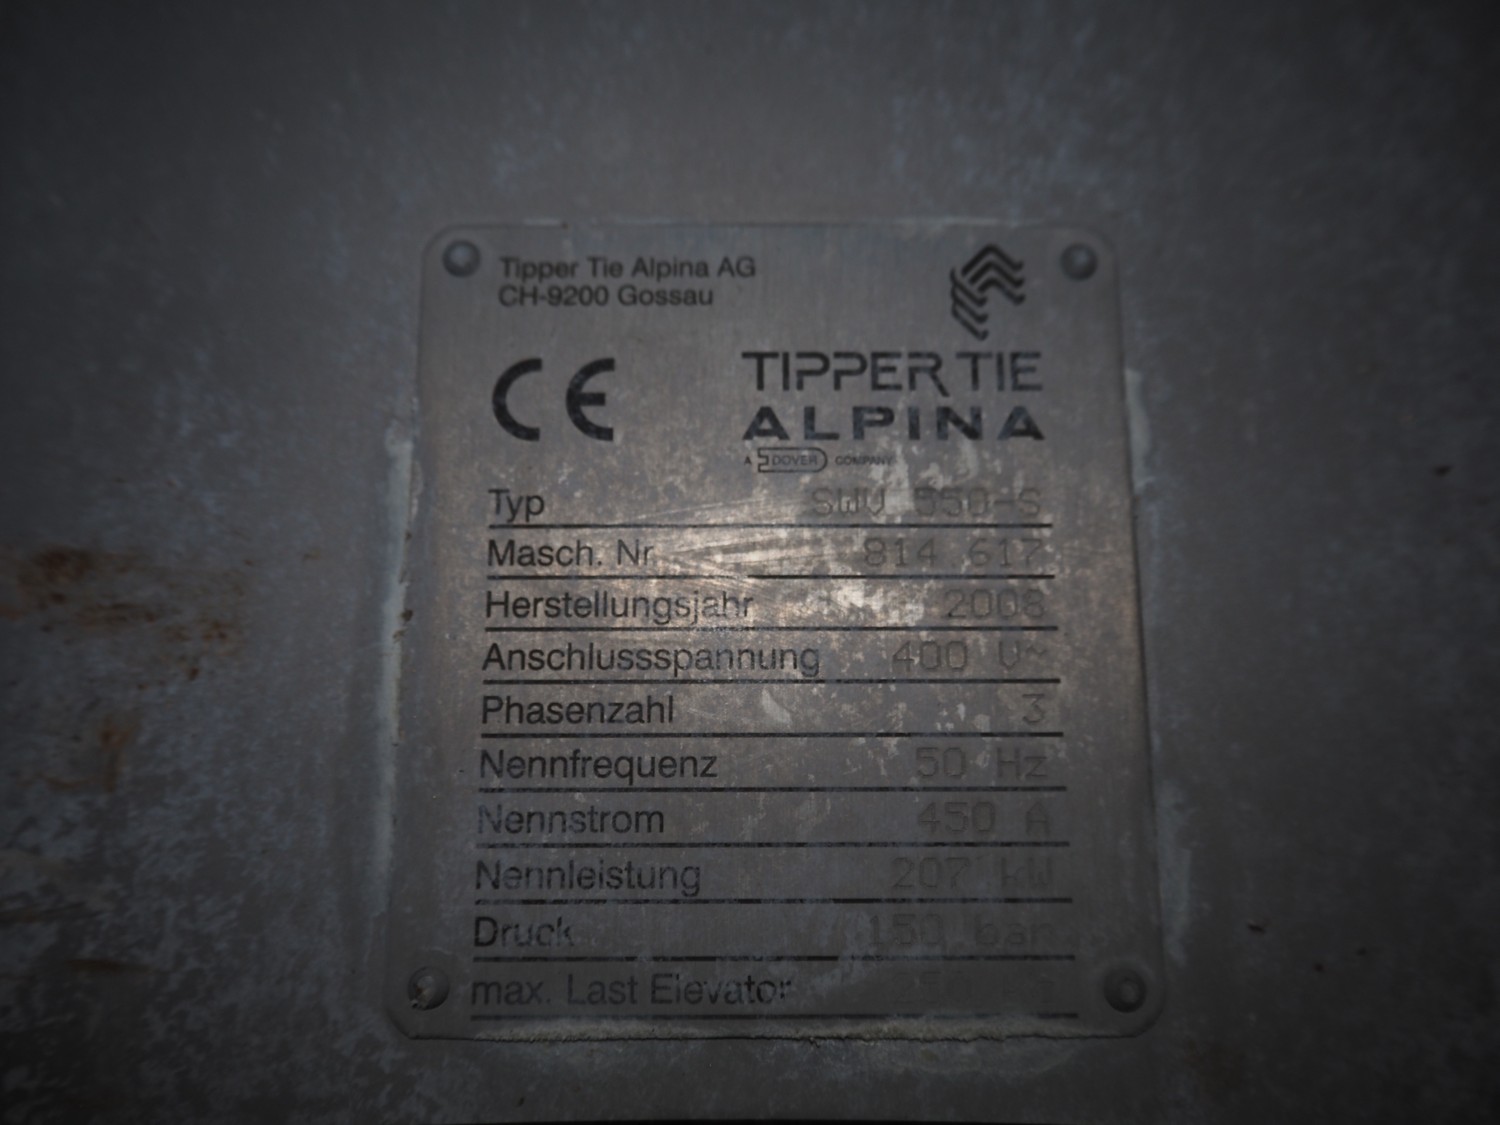 Tipper Tie Alpina AG
CH-9200 Gossau
CE
TIPPER TIE
ALPINA
A DOVER COMPANY
Typ SWV 550-S
Masch. Nr. 814 617
Herstellungsjahr 2008
Anschlussspannung 400 V~
Phasenzahl 3
Nennfrequenz 50 Hz
Nennstrom 450 A
Nennleistung 207 kW
Druck 150 bar
max. Last Elevator